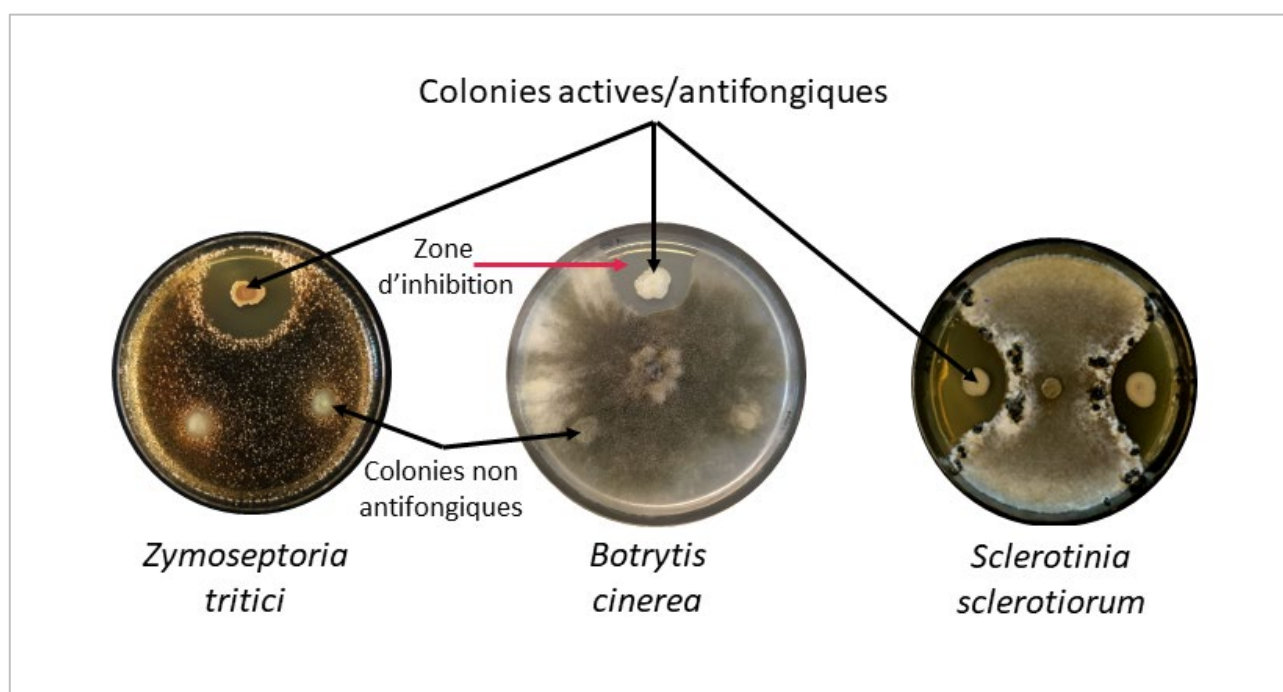 Colonies actives/antifongiques
Zone
d’inhibition
Colonies non
antifongiques
Zymoseptoria
tritici
Botrytis
cinerea
Sclerotinia
sclerotiorum